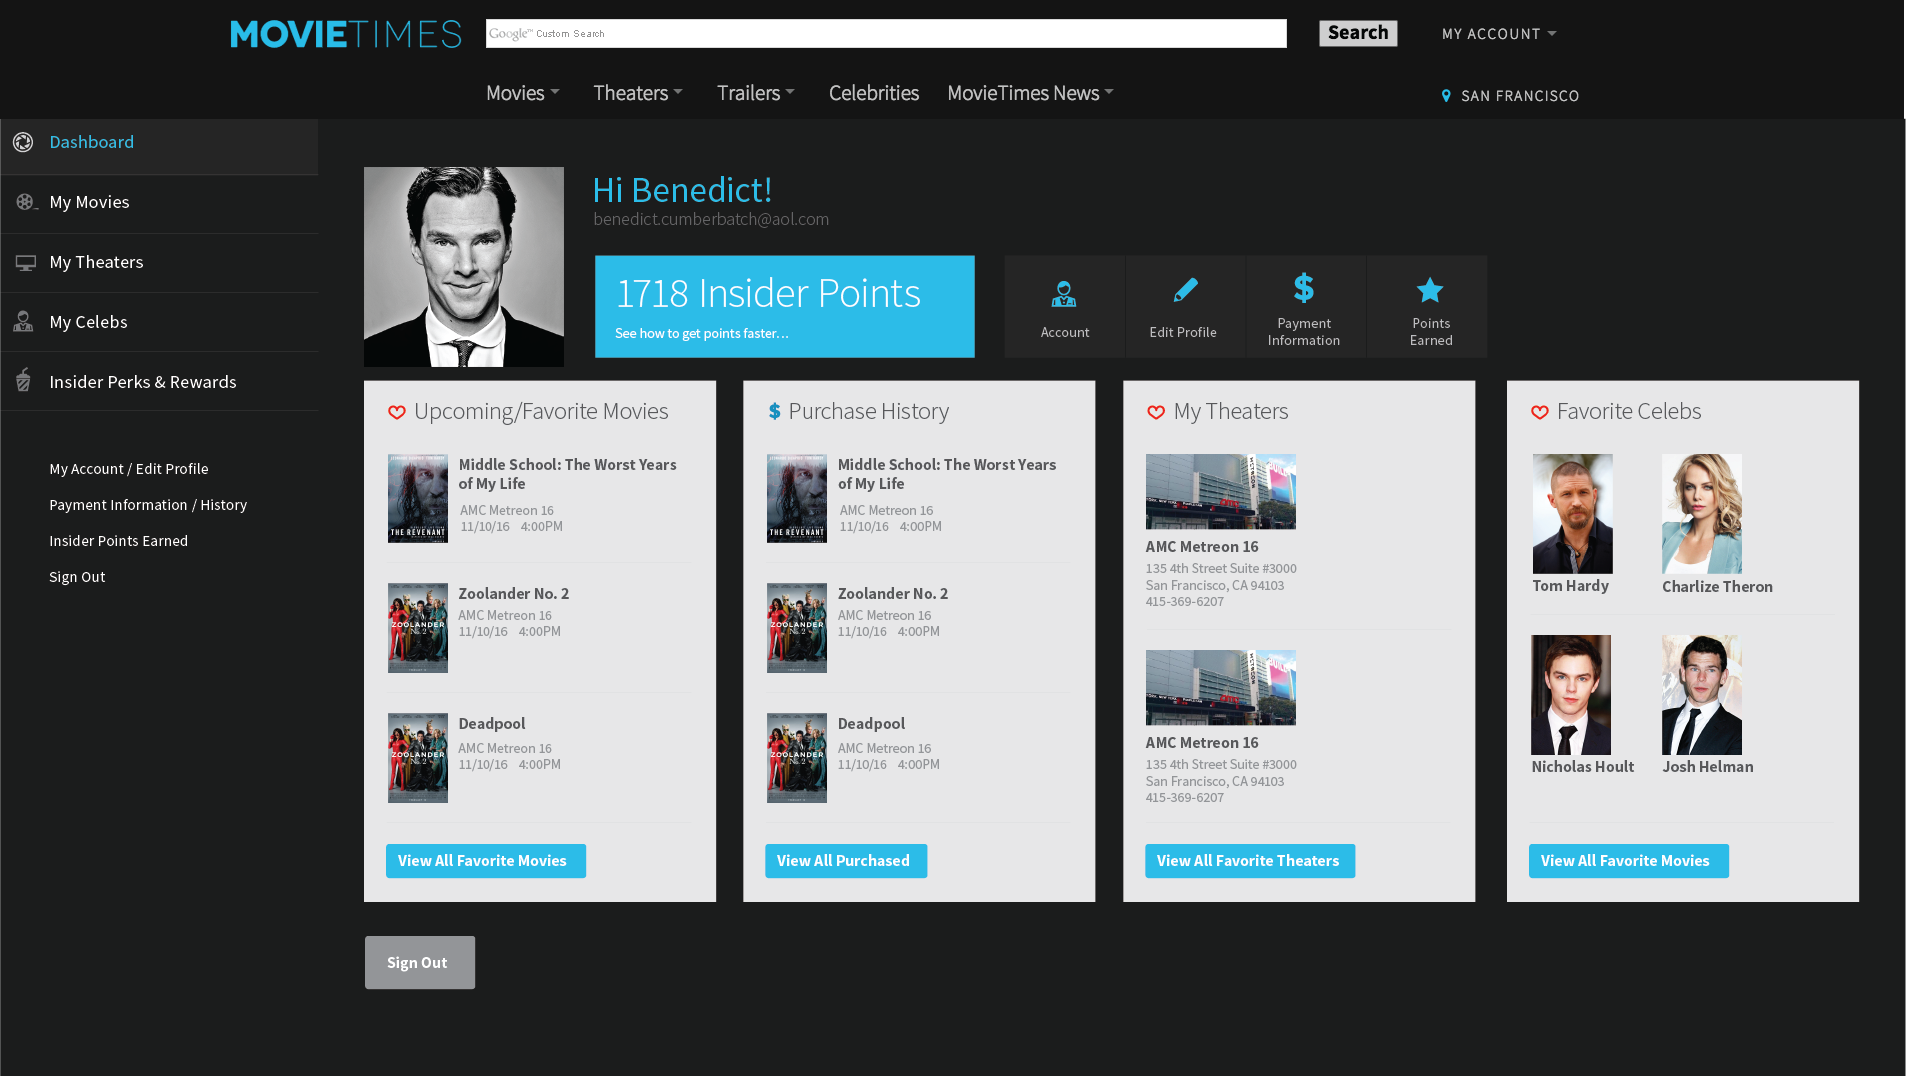 MOVIETIMES
Google™ Custom Search
Search
MY ACCOUNT
Movies
Theaters
Trailers
Celebrities
MovieTimes News
SAN FRANCISCO
Dashboard
My Movies
My Theaters
My Celebs
Insider Perks & Rewards
My Account / Edit Profile
Payment Information / History
Insider Points Earned
Sign Out
Hi Benedict!
benedict.cumberbatch@aol.com
1718 Insider Points
See how to get points faster...
Account
Edit Profile
Payment
Information
Points
Earned
Upcoming/Favorite Movies
THE REVENANT
Middle School: The Worst Years
of My Life
AMC Metreon 16
11/10/16 4:00PM
ZOOLANDER
No. 2
Zoolander No. 2
AMC Metreon 16
11/10/16 4:00PM
ZOOLANDER
No. 2
Deadpool
AMC Metreon 16
11/10/16 4:00PM
View All Favorite Movies
$ Purchase History
THE REVENANT
Middle School: The Worst Years
of My Life
AMC Metreon 16
11/10/16 4:00PM
ZOOLANDER
No. 2
Zoolander No. 2
AMC Metreon 16
11/10/16 4:00PM
ZOOLANDER
No. 2
Deadpool
AMC Metreon 16
11/10/16 4:00PM
View All Purchased
My Theaters
METREON
AMC Metreon 16
135 4th Street Suite #3000
San Francisco, CA 94103
415-369-6207
METREON
AMC Metreon 16
135 4th Street Suite #3000
San Francisco, CA 94103
415-369-6207
View All Favorite Theaters
Favorite Celebs
Tom Hardy
Charlize Theron
Nicholas Hoult
Josh Helman
View All Favorite Movies
Sign Out